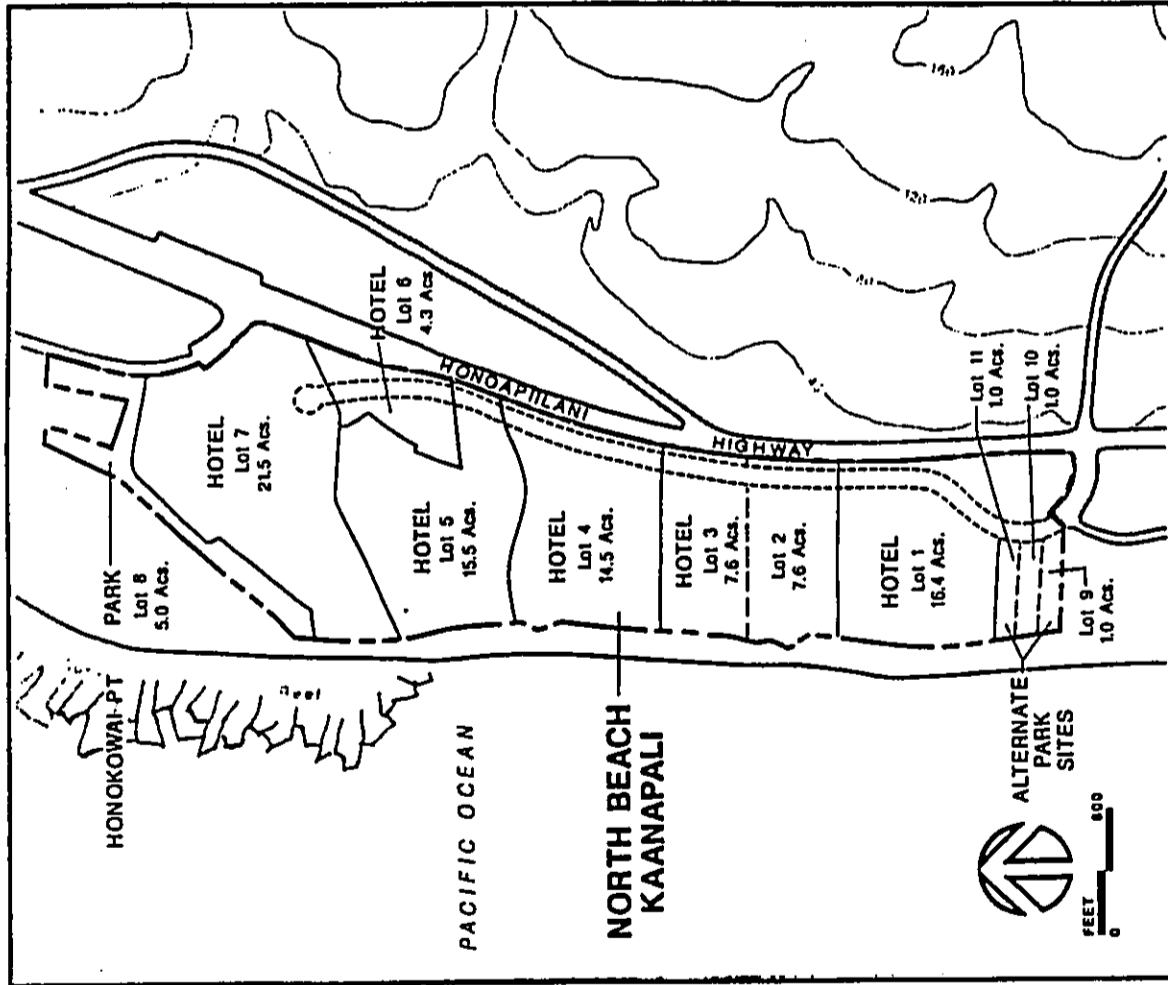 HONOKOWAI PT
PARK
Lot 8
5.0 Acs.
HOTEL
Lot 7
21.5 Acs.
HOTEL
Lot 6
4.3 Acs.
HOTEL
Lot 5
15.5 Acs.
HOTEL
Lot 4
14.5 Acs.
HOTEL
Lot 3
7.6 Acs.
Lot 2
7.6 Acs.
HOTEL
Lot 1
16.4 Acs.
Lot 11
1.0 Acs.
Lot 10
1.0 Acs.
Lot 9
1.0 Acs.
ALTERNATE
PARK
SITES
HONOAPIILANI
HIGHWAY
PACIFIC OCEAN
NORTH BEACH
KAANAPALI
Reef
120
FEET
0